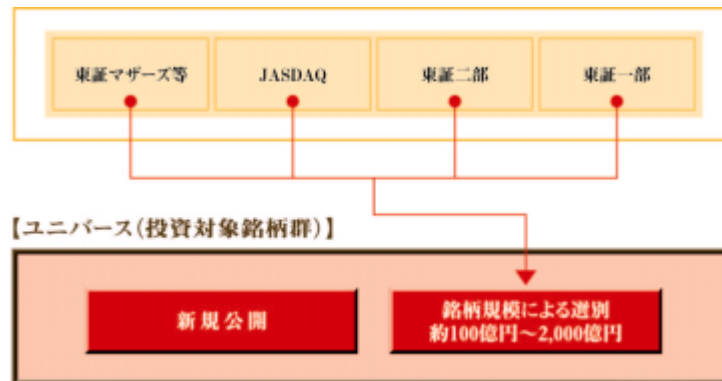 東証マザーズ等 JASDAQ 東証二部 東証一部
【ユニバース(投資対象銘柄群)】
新規公開
銘柄規模による選別
約100億円~2,000億円